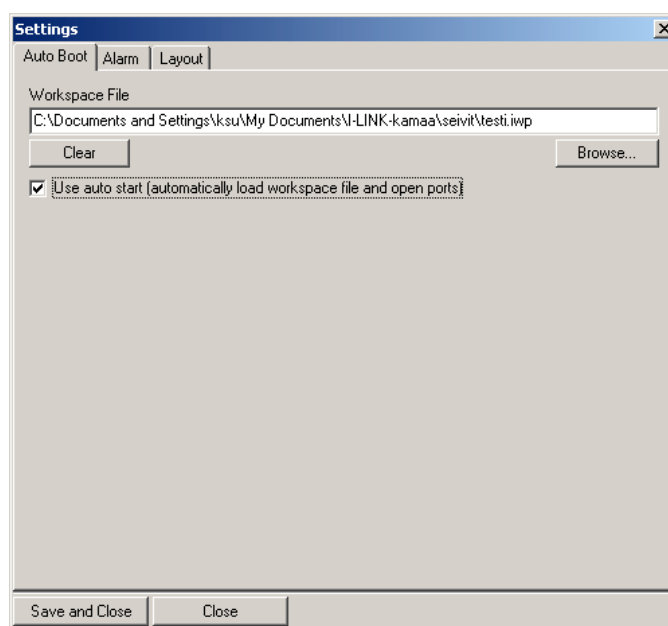 Settings
Auto Boot Alarm Layout
Workspace File
C:\Documents and Settings\ksu\My Documents\I-LINK-kamaa\seivit\testi.iwp
Clear Browse...
Use auto start (automatically load workspace file and open ports)
Save and Close Close